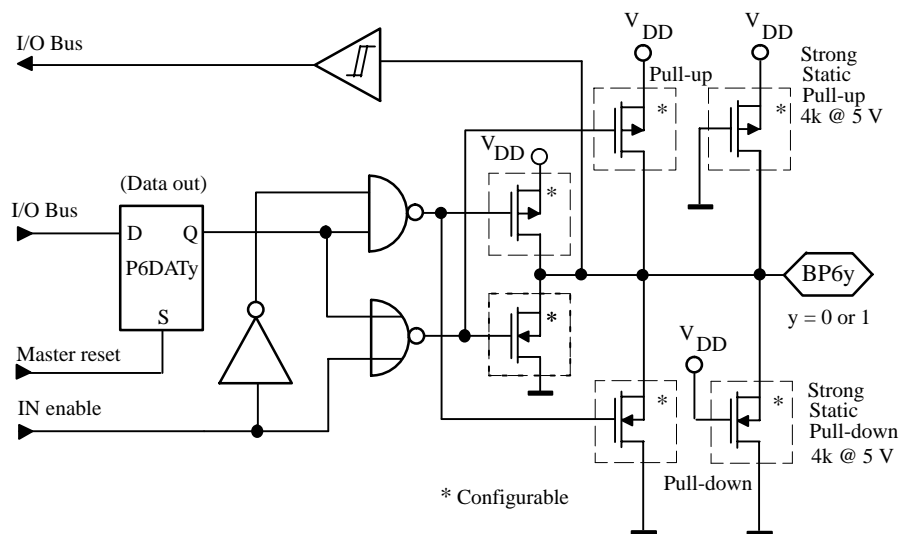 I/O Bus
V
DD
V
DD
Pull-up
*
Strong
Static
Pull-up
4k @ 5 V
*
V
DD
*
(Data out)
I/O Bus
D
Q
P6DATy
S
BP6y
y = 0 or 1
*
Master reset
V
DD
IN enable
*
*
Strong
Static
Pull-down
4k @ 5 V
Pull-down
* Configurable